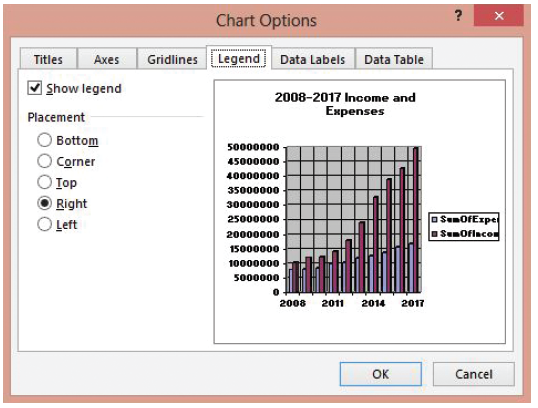 Chart Options
?
Titles Axes Gridlines Legend Data Labels Data Table
Show legend
Placement
Bottom
Corner
Top
Right
Left
2008-2017 Income and
Expenses
50000000
45000000
40000000
35000000
30000000
25000000
20000000
15000000
10000000
5000000
0
2008 2011 2014 2017
SumOfExpe
SumOfIncom
OK Cancel